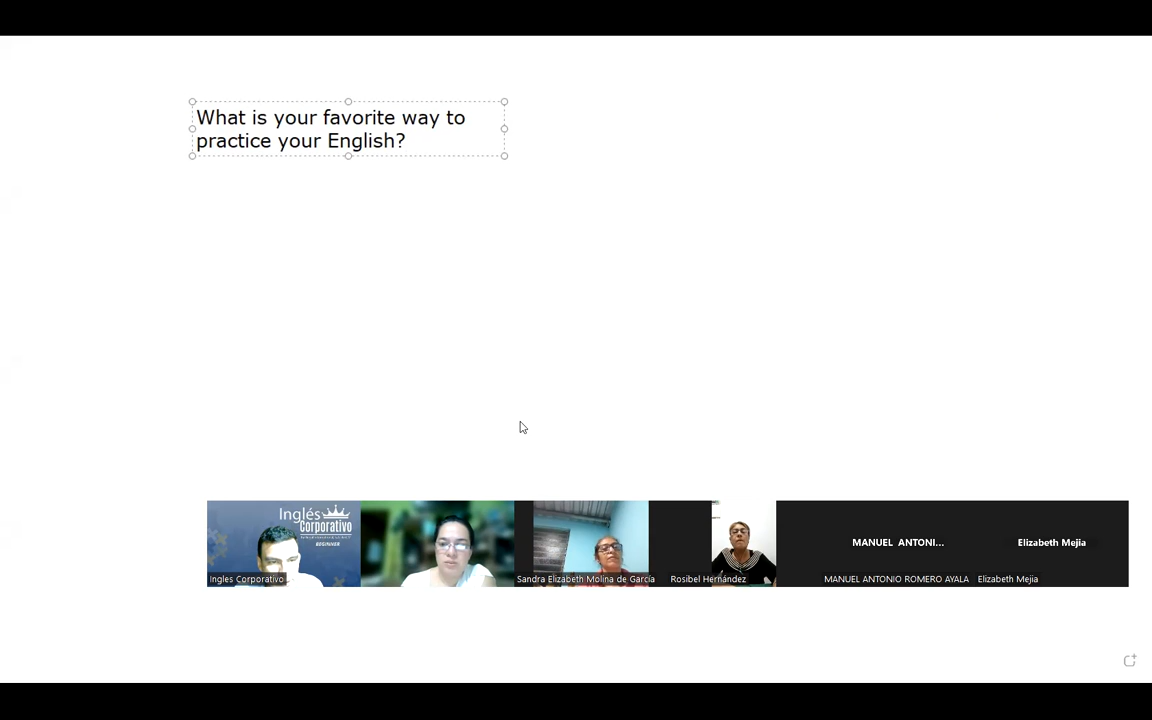 What is your favorite way to
practice your English?
Inglés
Corporativo
BEGINNER
MANUEL ANTONI...
Elizabeth Mejia
Ingles Corporativo
Sandra Elizabeth Molina de García
Rosibel Hernández
MANUEL ANTONIO ROMERO AYALA
Elizabeth Mejia